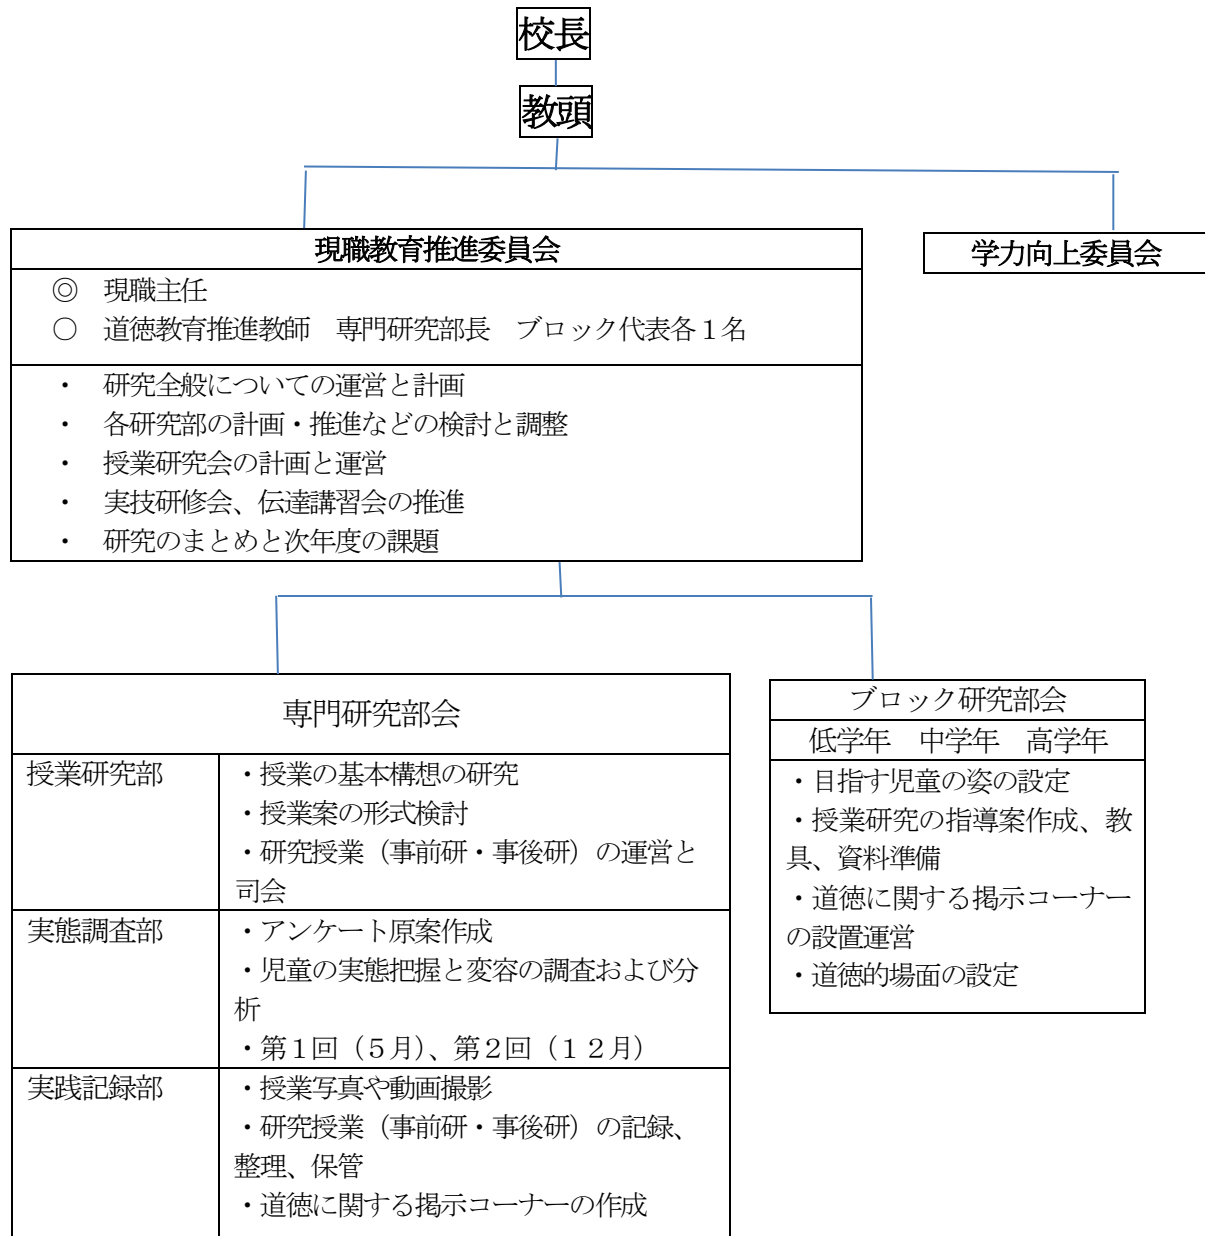 校長
教頭
現職教育推進委員会
◎　現職主任
○　道徳教育推進教師　専門研究部長　ブロック代表各１名
・　研究全般についての運営と計画
・　各研究部の計画・推進などの検討と調整
・　授業研究会の計画と運営
・　実技研修会、伝達講習会の推進
・　研究のまとめと次年度の課題
学力向上委員会
専門研究部会
授業研究部
・授業の基本構想の研究
・授業案の形式検討
・研究授業（事前研・事後研）の運営と
司会
実態調査部
・アンケート原案作成
・児童の実態把握と変容の調査および分
析
・第１回（５月）、第２回（１２月）
実践記録部
・授業写真や動画撮影
・研究授業（事前研・事後研）の記録、
整理、保管
・道徳に関する掲示コーナーの作成
ブロック研究部会
低学年　中学年　高学年
・目指す児童の姿の設定
・授業研究の指導案作成、教
具、資料準備
・道徳に関する掲示コーナー
の設置運営
・道徳的場面の設定